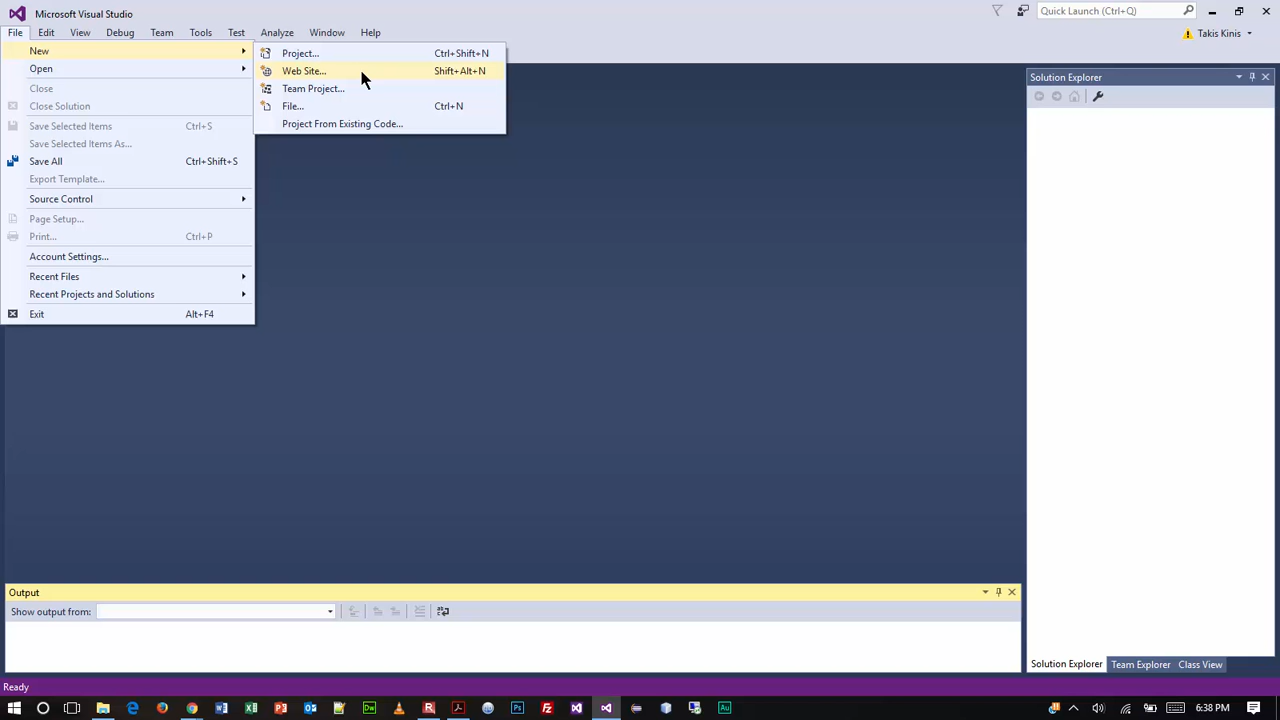 Microsoft Visual Studio
Quick Launch (Ctrl+Q)
File Edit View Debug Team Tools Test Analyze Window Help
Takis Kinis
New
Open
Close
Close Solution
Save Selected Items Ctrl+S
Save Selected Items As...
Save All Ctrl+Shift+S
Export Template...
Source Control
Page Setup...
Print... Ctrl+P
Account Settings...
Recent Files
Recent Projects and Solutions
Exit Alt+F4
Project... Ctrl+Shift+N
Web Site... Shift+Alt+N
Team Project...
File... Ctrl+N
Project From Existing Code...
Solution Explorer
Output
Show output from:
Solution Explorer Team Explorer Class View
Ready
6:38 PM